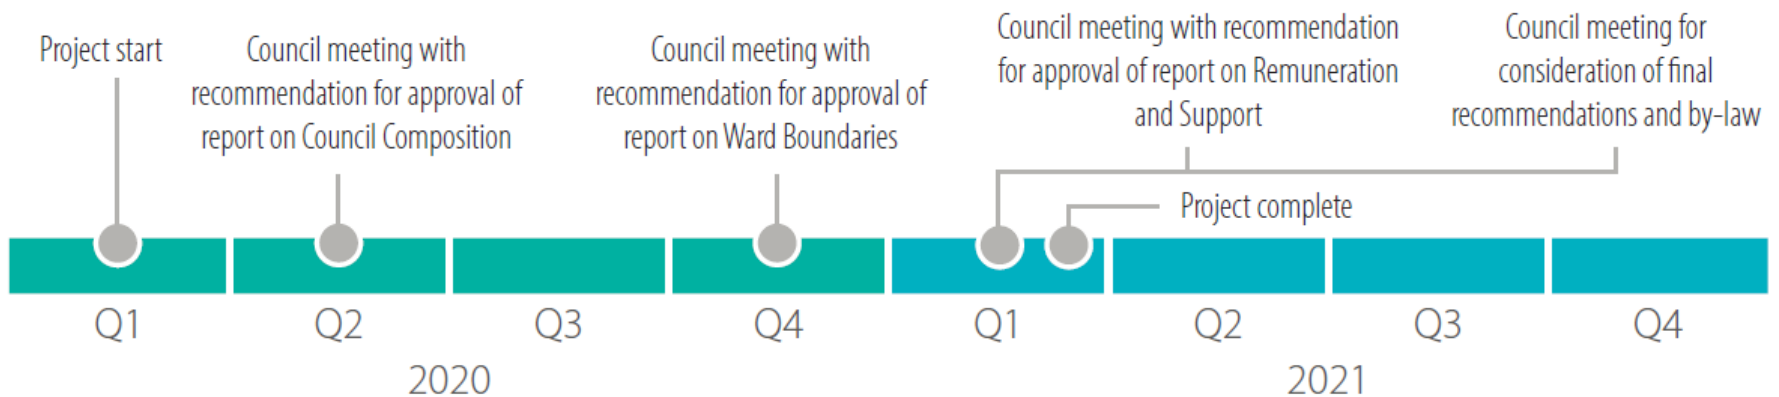 Project start
Council meeting with
recommendation for approval of
report on Council Composition
Council meeting with
recommendation for approval of
report on Ward Boundaries
Council meeting with recommendation
for approval of report on Remuneration
and Support
Council meeting for
consideration of final
recommendations and by-law
Project complete
Q1
Q2
Q3
Q4
Q1
Q2
Q3
Q4
2020
2021